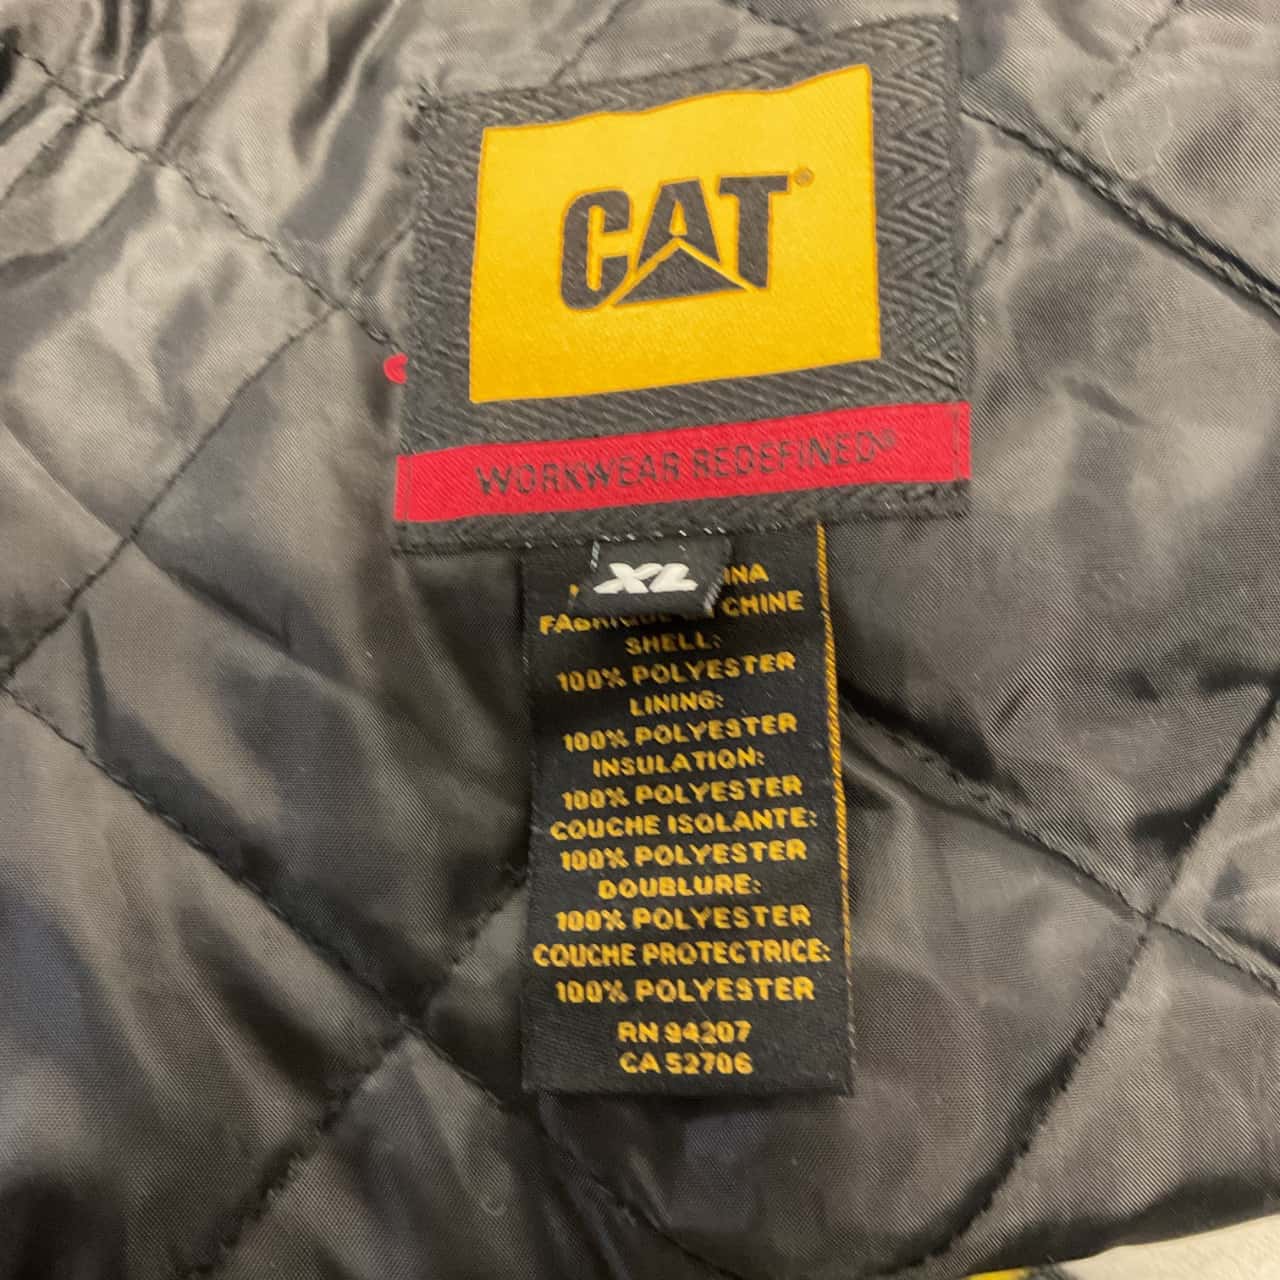 CAT®
WORKWEAR REDEFINED®
XL
CHINE
SHELL:
100% POLYESTER
LINING:
100% POLYESTER
INSULATION:
100% POLYESTER
COUCHE ISOLANTE:
100% POLYESTER
DOUBLURE:
100% POLYESTER
COUCHE PROTECTRICE:
100% POLYESTER
RN 94207
CA 52706